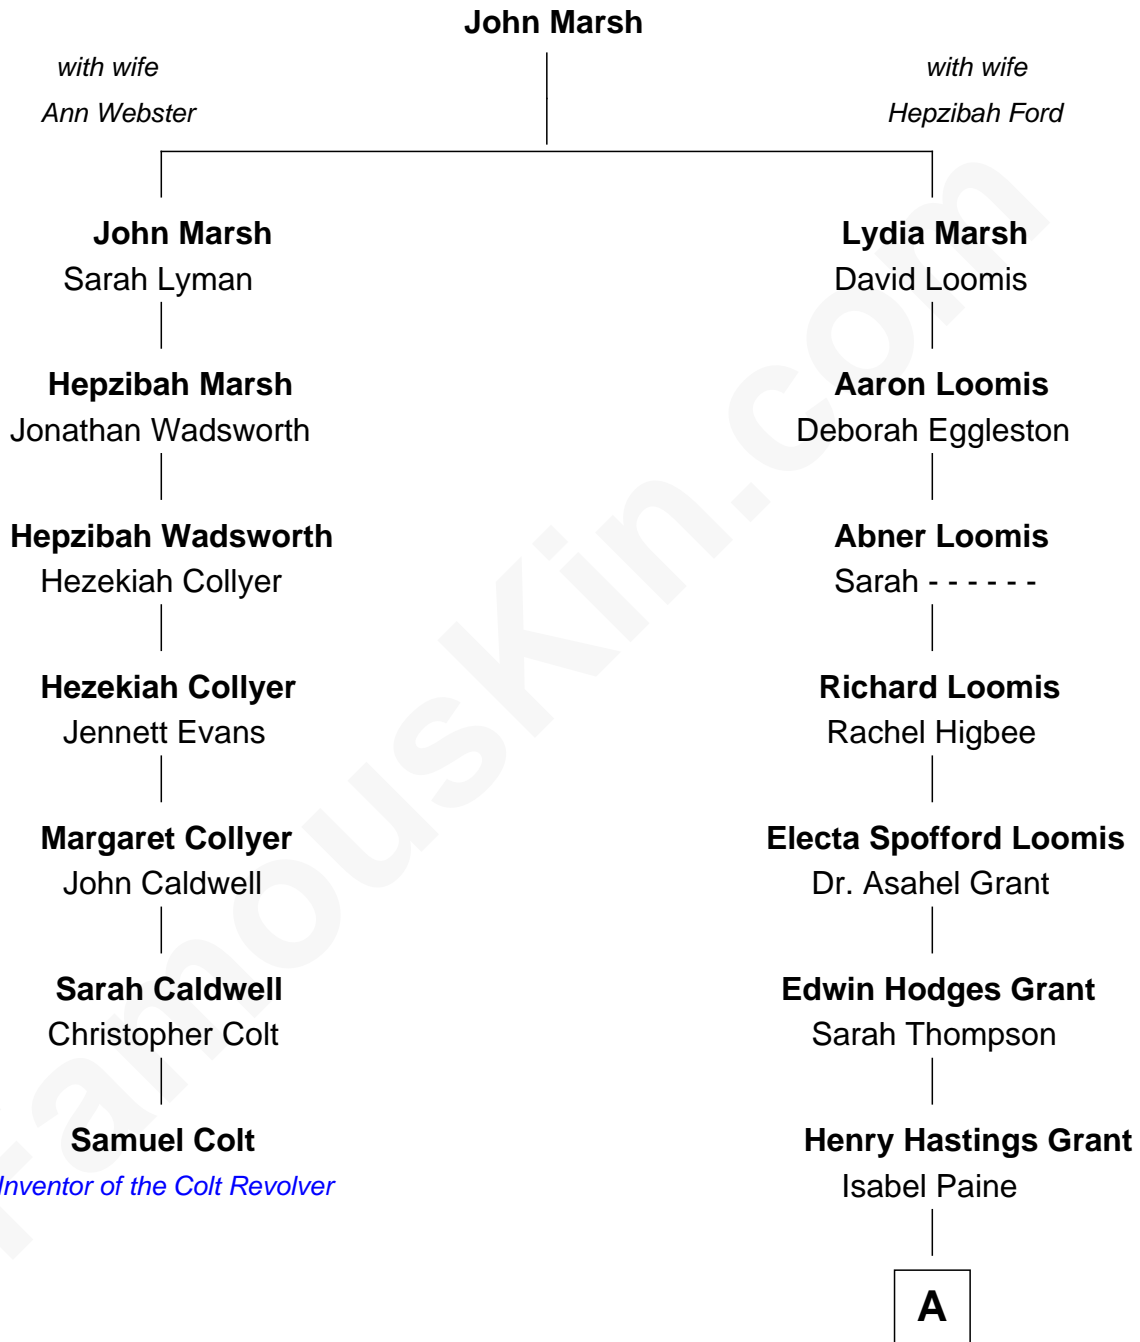 John Marsh
with wife
Ann Webster
with wife
Hepzibah Ford
John Marsh
Sarah Lyman
Lydia Marsh
David Loomis
Hepzibah Marsh
Jonathan Wadsworth
Aaron Loomis
Deborah Eggleston
Hepzibah Wadsworth
Hezekiah Collyer
Abner Loomis
Sarah - - - - - -
Hezekiah Collyer
Jennett Evans
Richard Loomis
Rachel Higbee
Margaret Collyer
John Caldwell
Electa Spofford Loomis
Dr. Asahel Grant
Sarah Caldwell
Christopher Colt
Edwin Hodges Grant
Sarah Thompson
Samuel Colt
Inventor of the Colt Revolver
Henry Hastings Grant
Isabel Paine
A
FamousKin.com